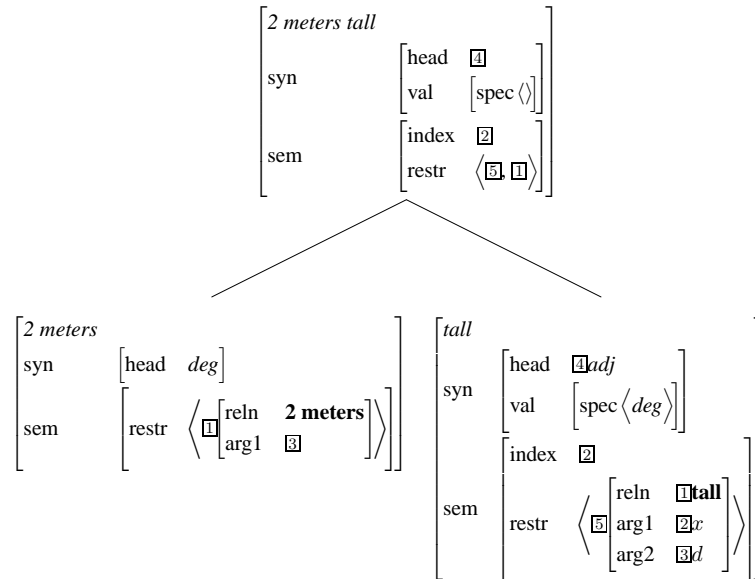 2 meters tall
syn head 4
val spec ⟨⟩
sem index 2
restr ⟨5, 1⟩
2 meters
syn head deg
sem restr ⟨1 reln 2 meters
arg1 3⟩
tall
syn head 4adj
val spec⟨deg⟩
sem index 2
restr ⟨5 reln 1tall
arg1 2x
arg2 3d⟩